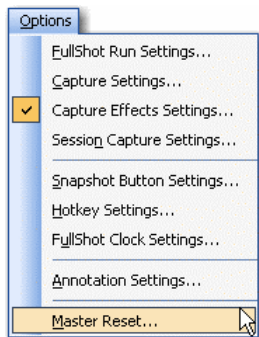 Options
FullShot Run Settings...
Capture Settings...
Capture Effects Settings...
Session Capture Settings...
Snapshot Button Settings...
Hotkey Settings...
FullShot Clock Settings...
Annotation Settings...
Master Reset...